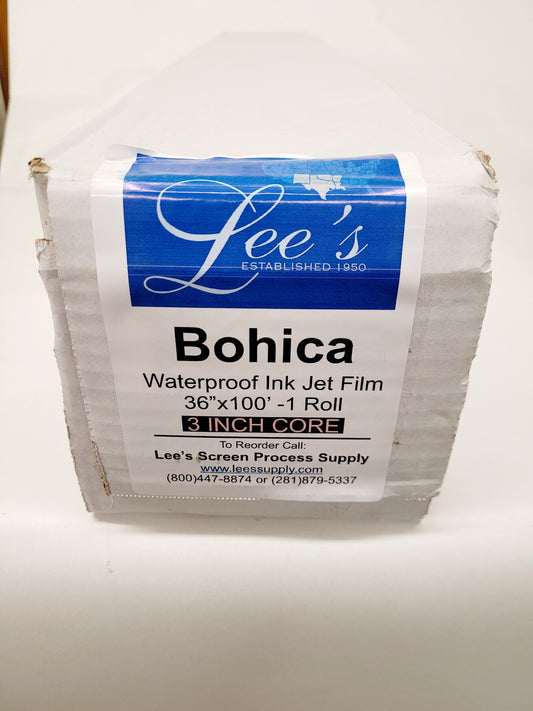 Lee's
ESTABLISHED 1950
Bohica
Waterproof Ink Jet Film
36”x100’ -1 Roll
3 INCH CORE
To Reorder Call:
Lee’s Screen Process Supply
www.leessupply.com
(800)447-8874 or (281)879-5337